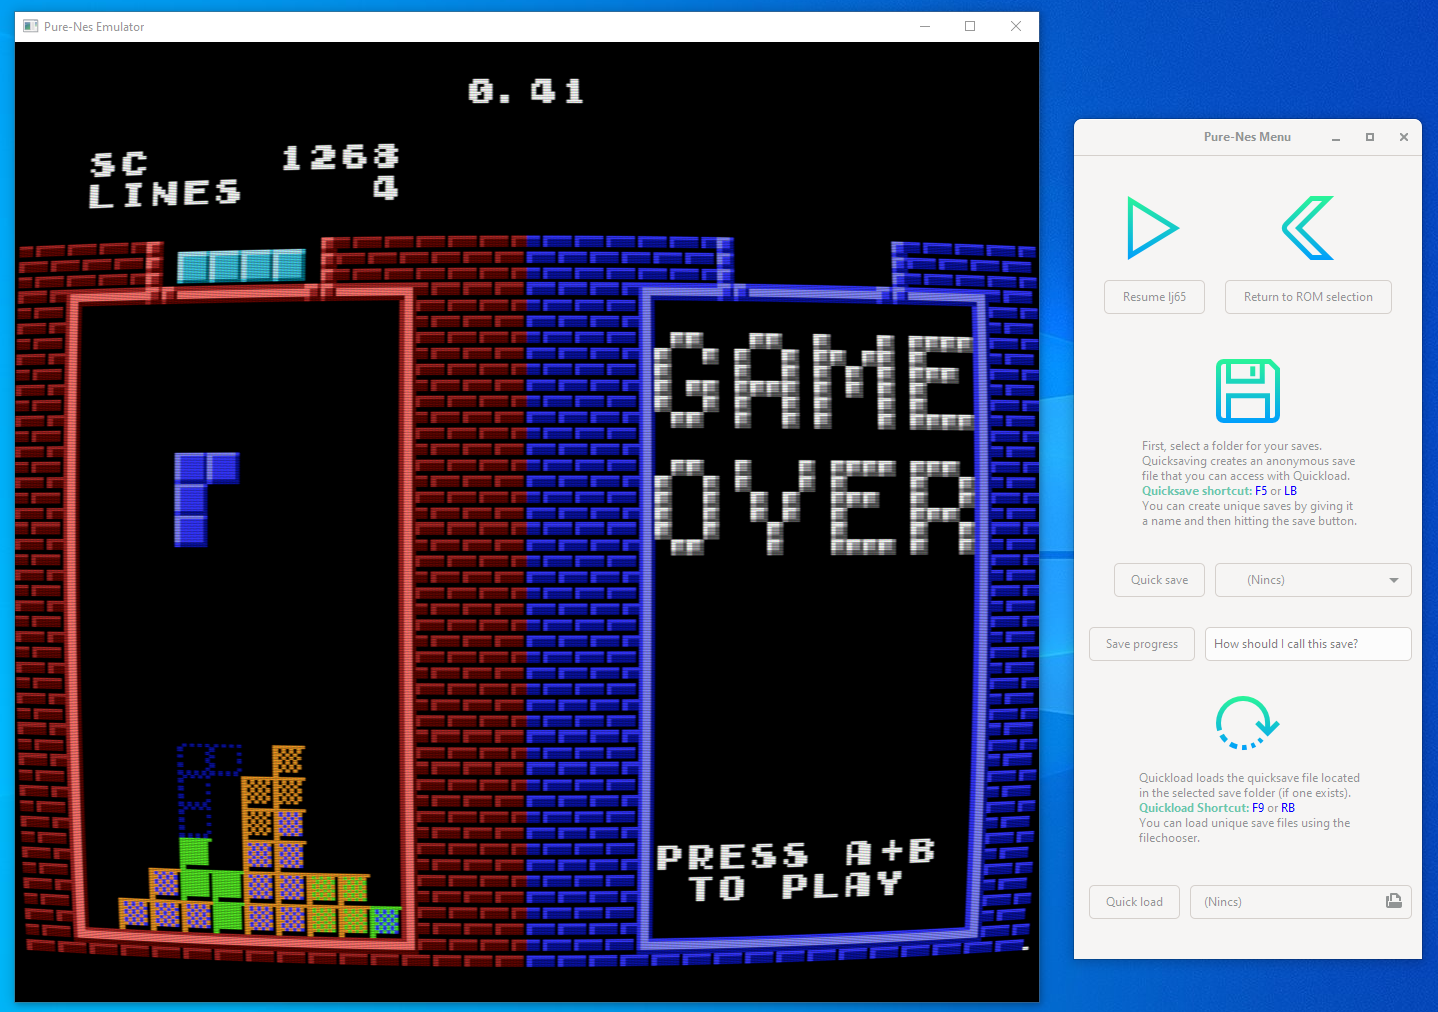 Pure-Nes Emulator
0.41
SC 1268
LINES 4
GAME
OVER
PRESS A+B
TO PLAY
Pure-Nes Menu
Resume lj65
Return to ROM selection
First, select a folder for your saves.
Quicksaving creates an anonymous save
file that you can access with Quickload.
Quicksave shortcut: F5 or LB
You can create unique saves by giving it
a name and then hitting the save button.
Quick save
(Nincs)
Save progress
How should I call this save?
Quickload loads the quicksave file located
in the selected save folder (if one exists).
Quickload Shortcut: F9 or RB
You can load unique save files using the
filechooser.
Quick load
(Nincs)